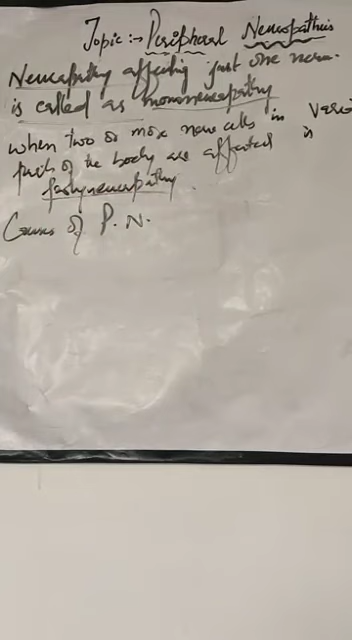 Topic :- Peripheral Neuropathies
Neuropathy affecting just one nerve
is called as mononeuropathy
when two or more nerve cells in
parts of the body are affected is
polyneuropathy.
Causes of P. N.